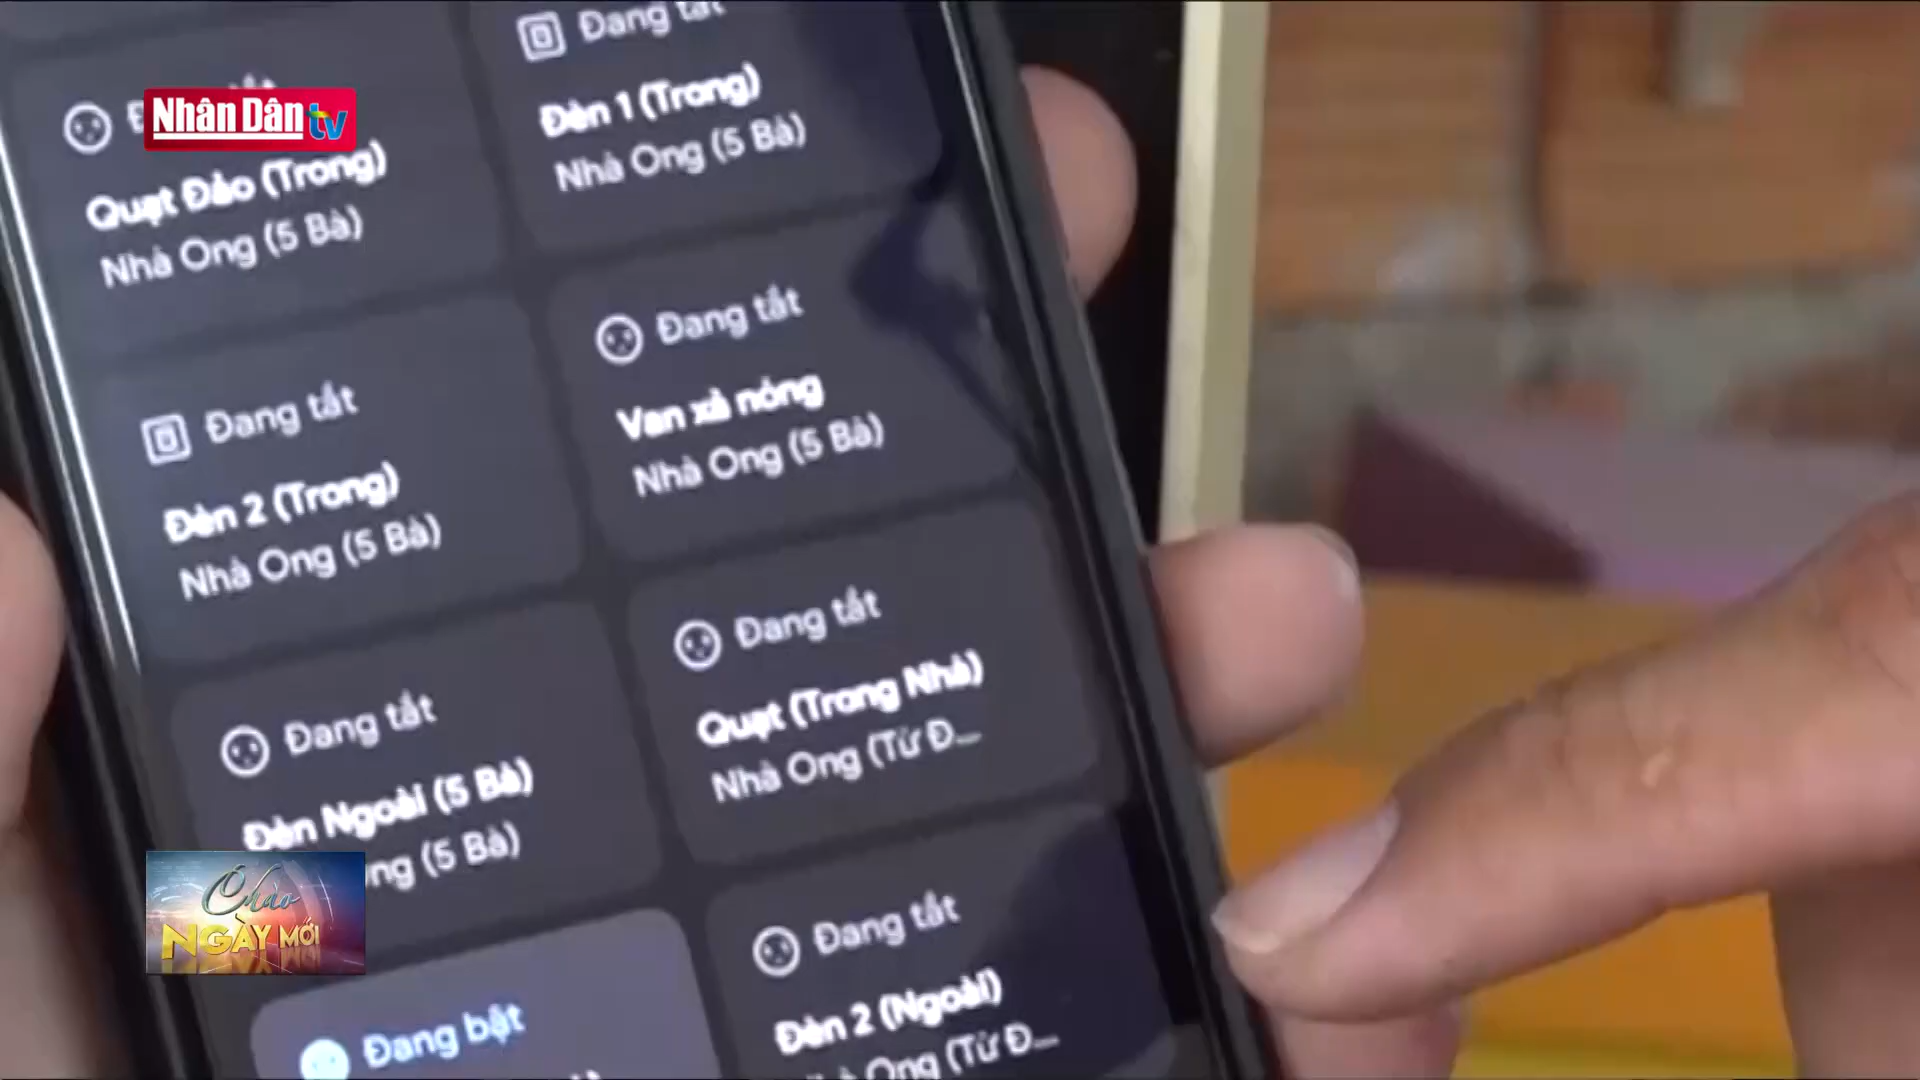 Đang tắt
Đèn 1 (Trong)
Nhà Ong (5 Bà)
Nhân Dân tv
Quạt Đảo (Trong)
Nhà Ong (5 Bà)
Đang tắt
Van xả nóng
Nhà Ong (5 Bà)
Đang tắt
Đèn 2 (Trong)
Nhà Ong (5 Bà)
Đang tắt
Quạt (Trong Nhà)
Nhà Ong (Từ Đ...
Đang tắt
Đèn Ngoài (5 Bà)
ng (5 Bà)
Chào
NGÀY MỚI
Đang tắt
Đèn 2 (Ngoài)
Ong (Từ Đ...
Đang bật